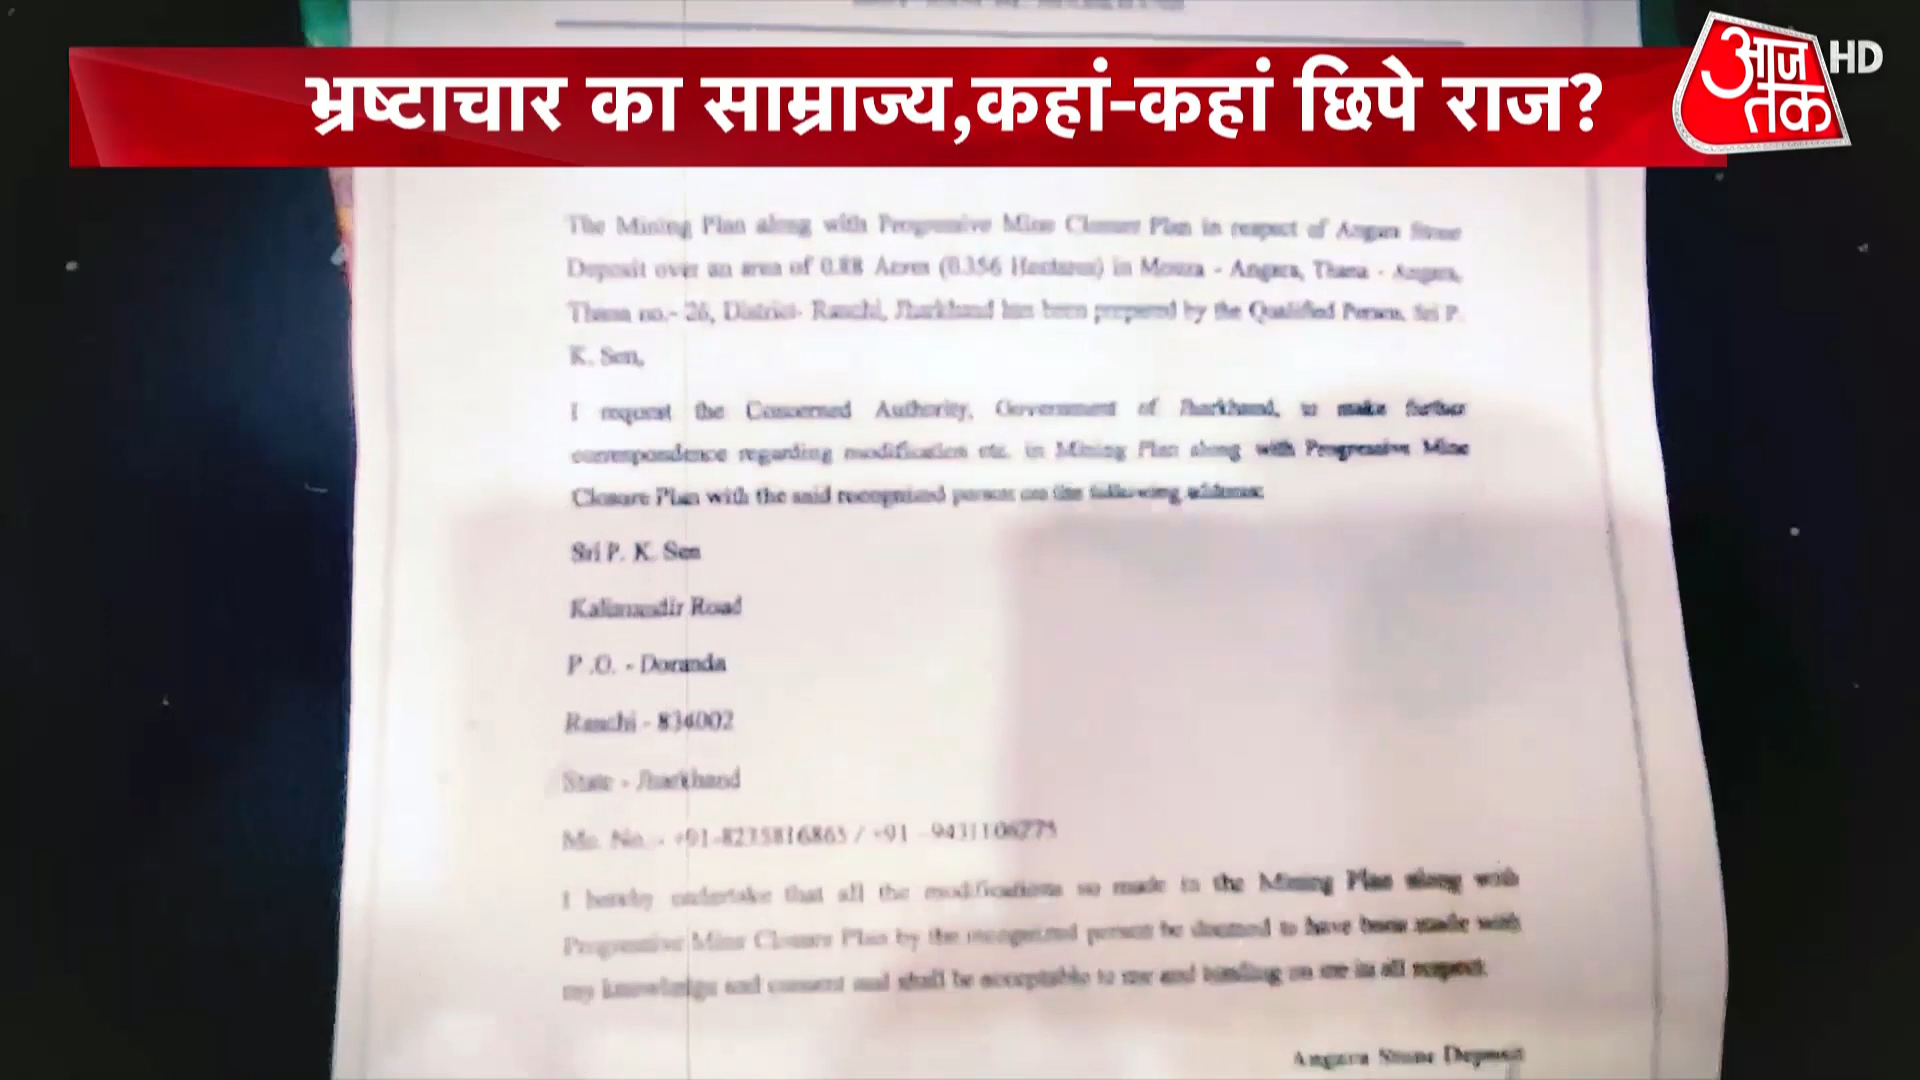 भ्रष्टाचार का साम्राज्य,कहां-कहां छिपे राज?
आज तक HD
The Mining Plan along with Progressive Mine Closure Plan in respect of Angara Stone
Deposit over an area of 0.88 Acres (0.356 Hectares) in Mouza - Angara, Thana - Angara,
Thana no.- 26, District- Ranchi, Jharkhand has been prepared by the Qualified Person, Sri P.
K. Sen,
I request the Concerned Authority, Government of Jharkhand, to make further
correspondence regarding modification etc. in Mining Plan along with Progressive Mine
Closure Plan with the said recognized person on the following address:
Sri P. K. Sen
Kalimandir Road
P .O. - Doranda
Ranchi - 834002
State - Jharkhand
Mo. No. - +91-8235816865 / +91 -9431106275
I hereby undertake that all the modifications so made in the Mining Plan along with
Progressive Mine Closure Plan by the recognized person be deemed to have been made with
my knowledge and consent and shall be acceptable to me and binding on me in all respect.
Angara Stone Deposit